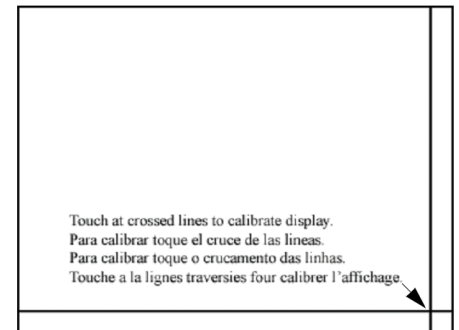 Touch at crossed lines to calibrate display.
Para calibrar toque el cruce de las lineas.
Para calibrar toque o crucamento das linhas.
Touche a la lignes traversies four calibrer l'affichage.